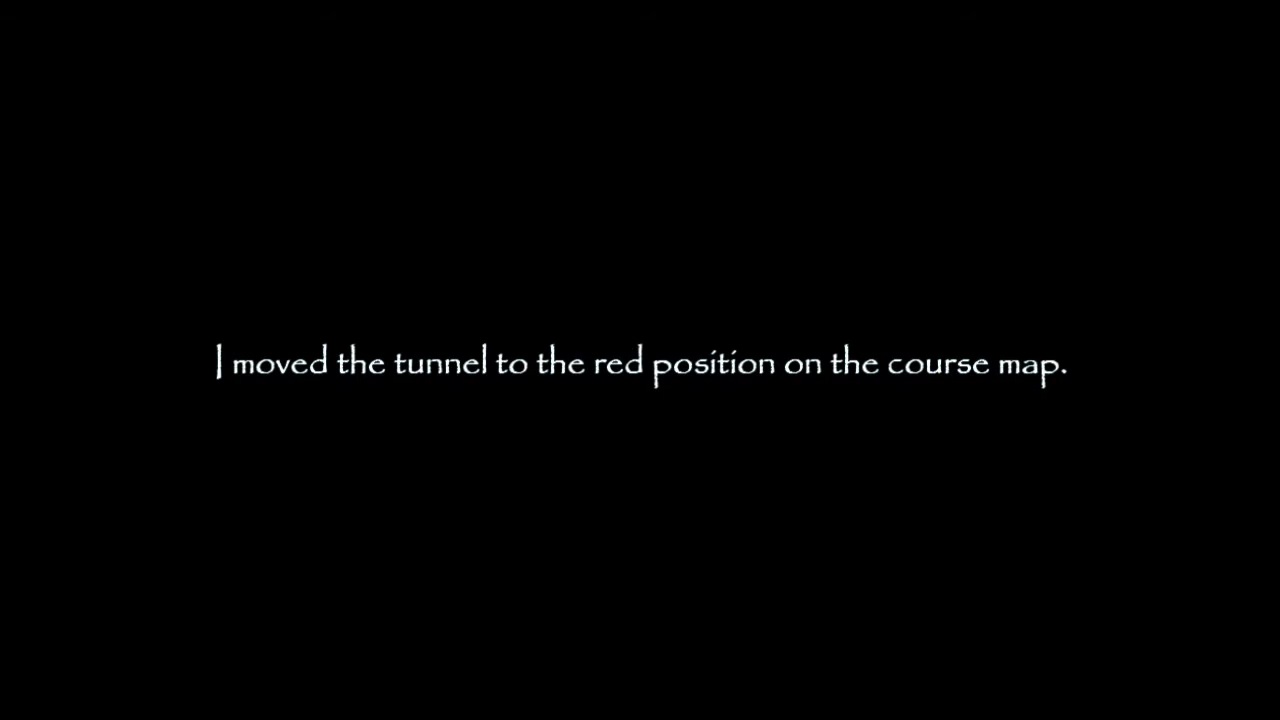 I moved the tunnel to the red position on the course map.